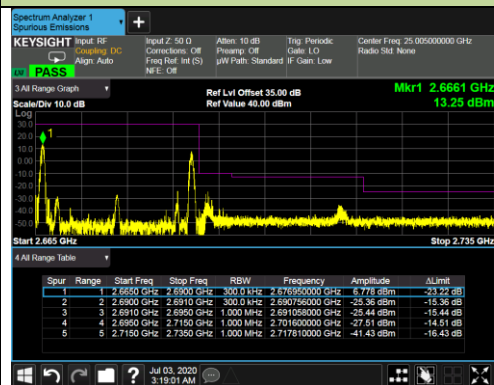 Spectrum Analyzer 1
Spurious Emissions
+
KEYSIGHT Input: RF Input Z: 50 Ω Atten: 10 dB Trig: Periodic Center Freq: 25.005000000 GHz
Coupling: DC Corrections: Off Preamp: Off Gate: LO Radio Std: None
Align: Auto Freq Ref: Int (S) µW Path: Standard IF Gain: Low
PASS NFE: Off
3 All Range Graph Ref Lvl Offset 35.00 dB Mkr1 2.6661 GHz
Scale/Div 10.0 dB Ref Value 40.00 dBm 13.25 dBm
Log
30.0
20.0
10.0
0.00
-10.0
-20.0
-30.0
-40.0
-50.0
1
Start 2.665 GHz Stop 2.735 GHz
4 All Range Table
Spur Range Start Freq Stop Freq RBW Frequency Amplitude ΔLimit
1 1 2.6650 GHz 2.6900 GHz 300.0 kHz 2.676950000 GHz 6.778 dBm -23.22 dB
2 2 2.6900 GHz 2.6910 GHz 300.0 kHz 2.690756000 GHz -25.36 dBm -15.36 dB
3 3 2.6910 GHz 2.6950 GHz 1.000 MHz 2.691058000 GHz -25.44 dBm -15.44 dB
4 4 2.6950 GHz 2.7150 GHz 1.000 MHz 2.701600000 GHz -27.51 dBm -14.51 dB
5 5 2.7150 GHz 2.7350 GHz 1.000 MHz 2.717810000 GHz -41.43 dBm -16.43 dB
Jul 03, 2020
3:19:01 AM